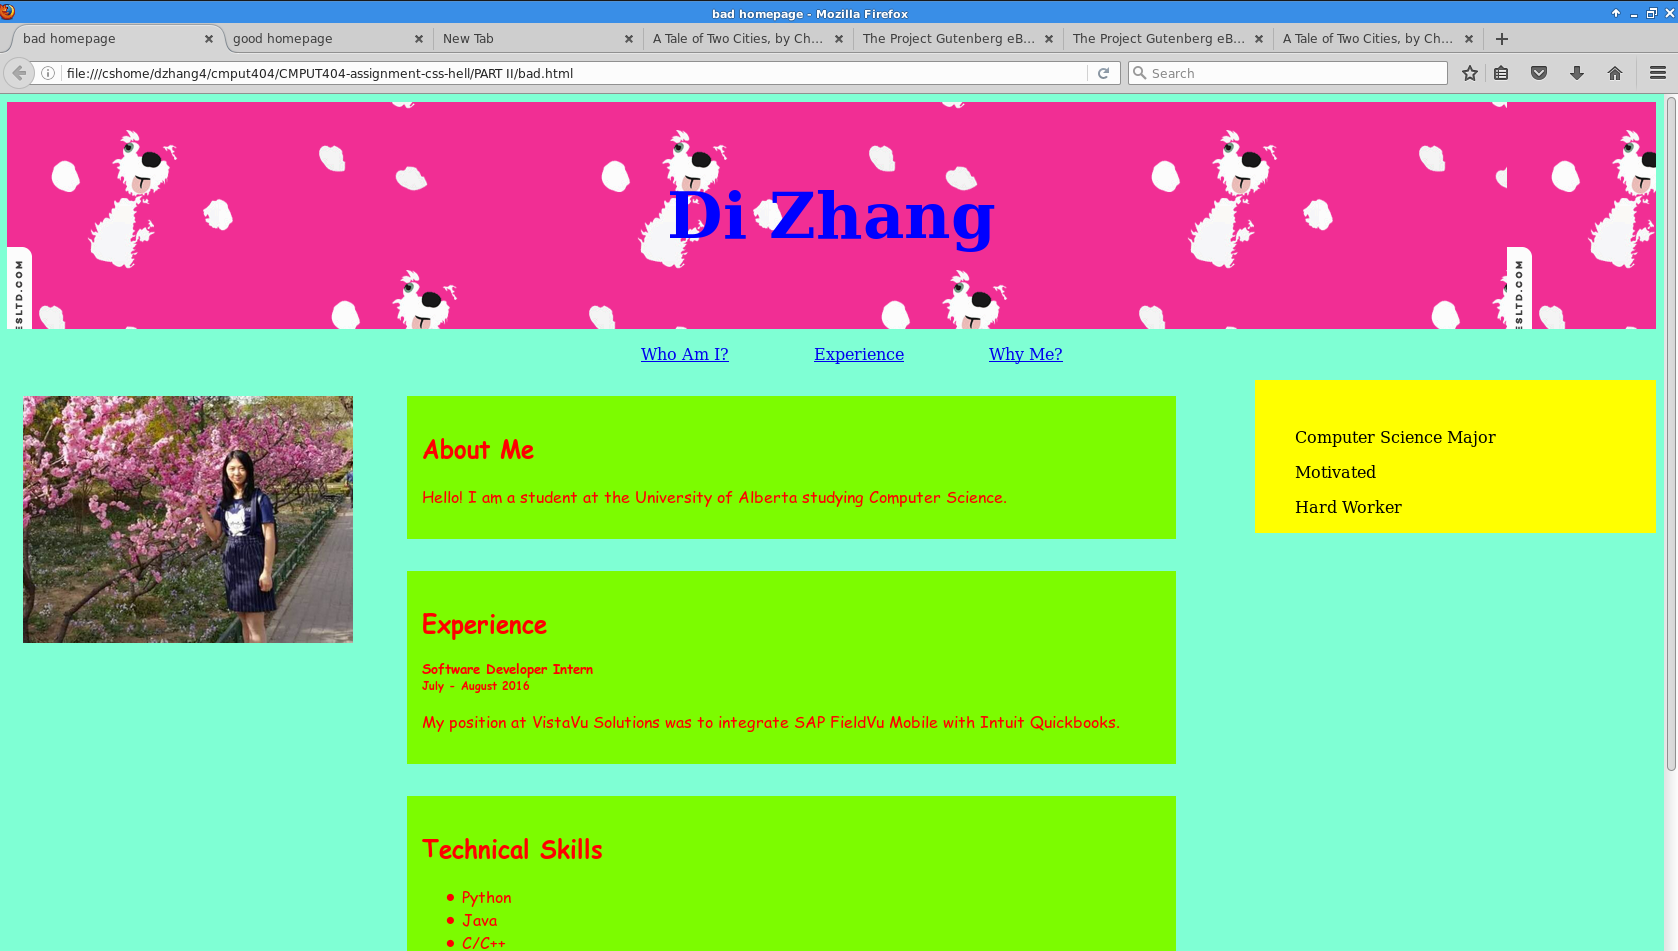 bad homepage - Mozilla Firefox
bad homepage
good homepage
New Tab
A Tale of Two Cities, by Ch...
The Project Gutenberg eB...
The Project Gutenberg eB...
A Tale of Two Cities, by Ch...
file:///cshome/dzhang4/cmput404/CMPUT404-assignment-css-hell/PART II/bad.html
Search
Di Zhang
ESLTD.COM
ESLTD.COM
Who Am I? Experience Why Me?
About Me
Hello! I am a student at the University of Alberta studying Computer Science.
Experience
Software Developer Intern
July - August 2016
My position at VistaVu Solutions was to integrate SAP FieldVu Mobile with Intuit Quickbooks.
Technical Skills
Python
Java
C/C++
Computer Science Major
Motivated
Hard Worker